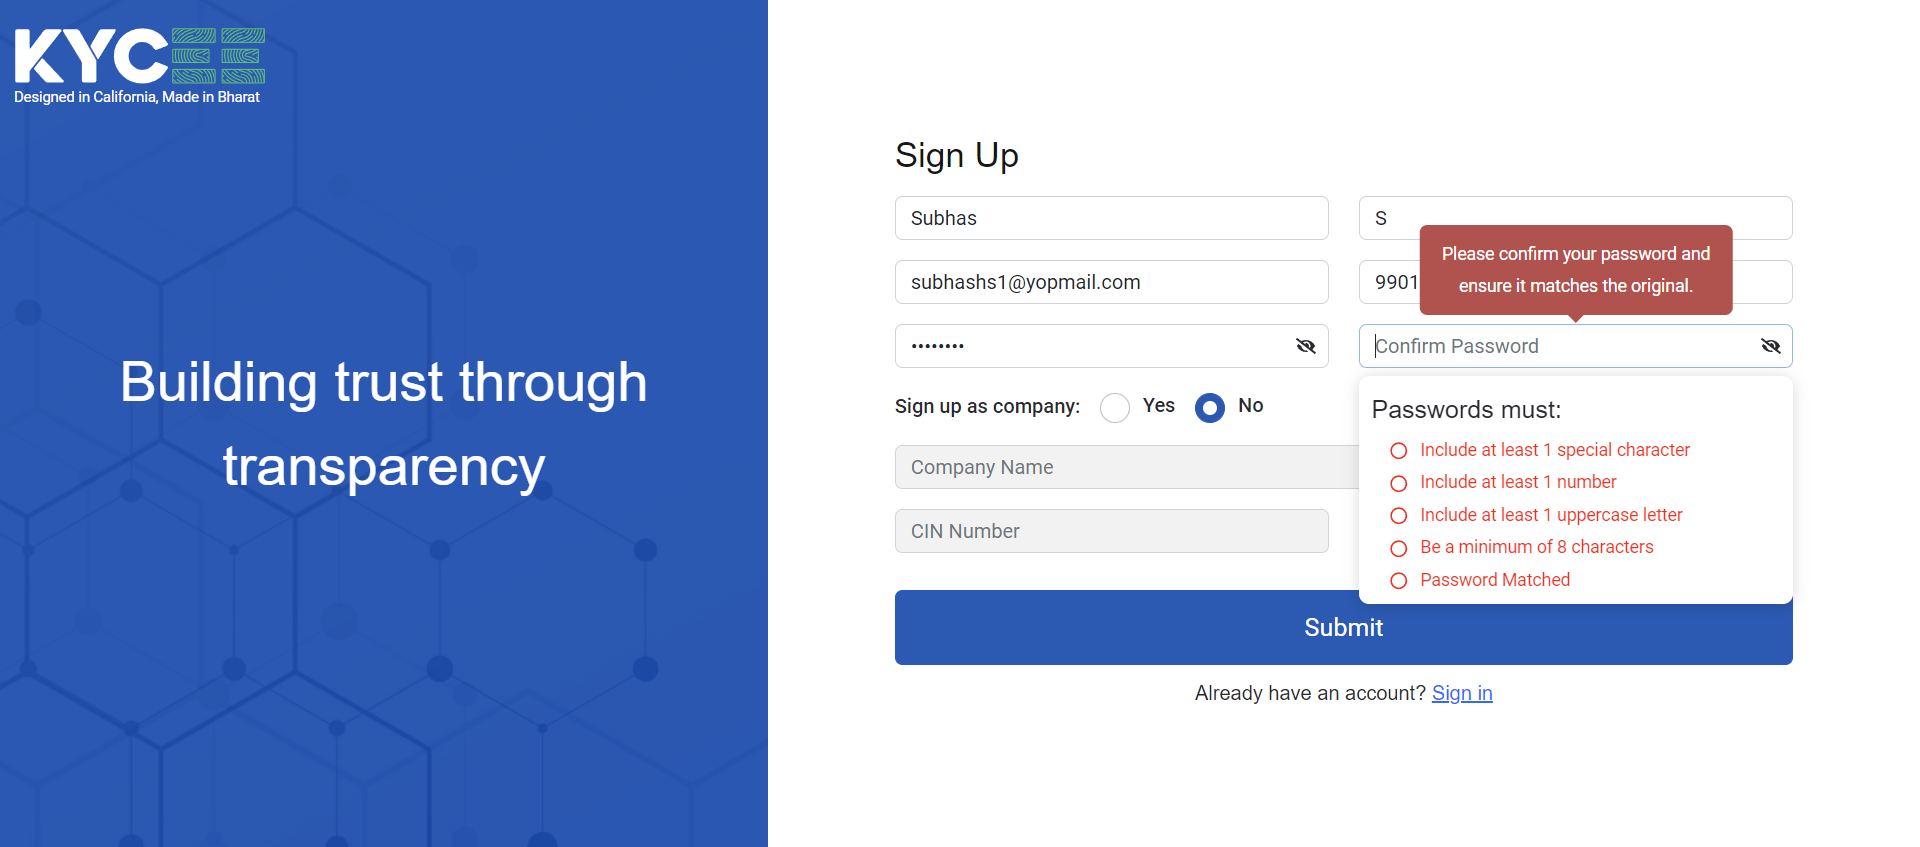 KYCEE
Designed in California, Made in Bharat
Building trust through
transparency
Sign Up
Subhas
S
subhashs1@yopmail.com
9901
Please confirm your password and
ensure it matches the original.
••••••••
Confirm Password
Sign up as company:
Yes
No
Company Name
CIN Number
Passwords must:
Include at least 1 special character
Include at least 1 number
Include at least 1 uppercase letter
Be a minimum of 8 characters
Password Matched
Submit
Already have an account? Sign in